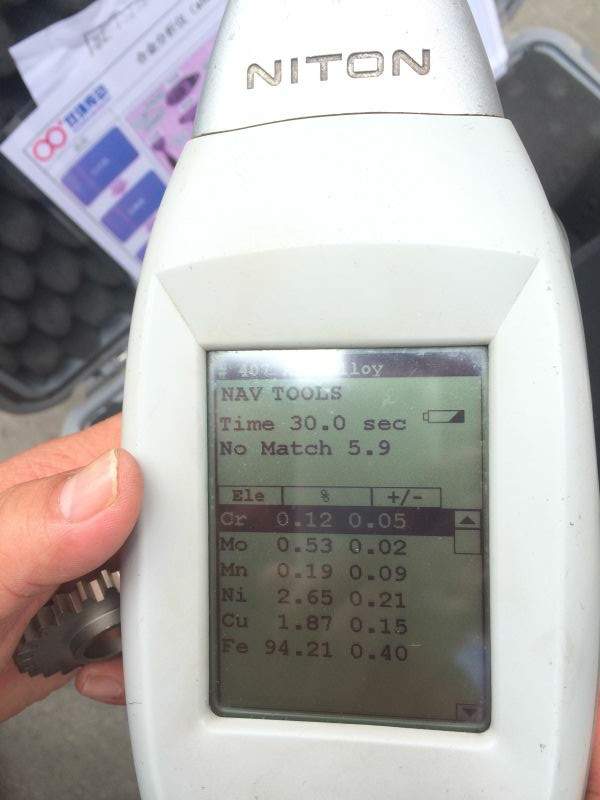 NITON
NAV TOOLS
Time 30.0 sec
No Match 5.9
Ele % +/-
Cr 0.12 0.05
Mo 0.53 0.02
Mn 0.19 0.09
Ni 2.65 0.21
Cu 1.87 0.15
Fe 94.21 0.40